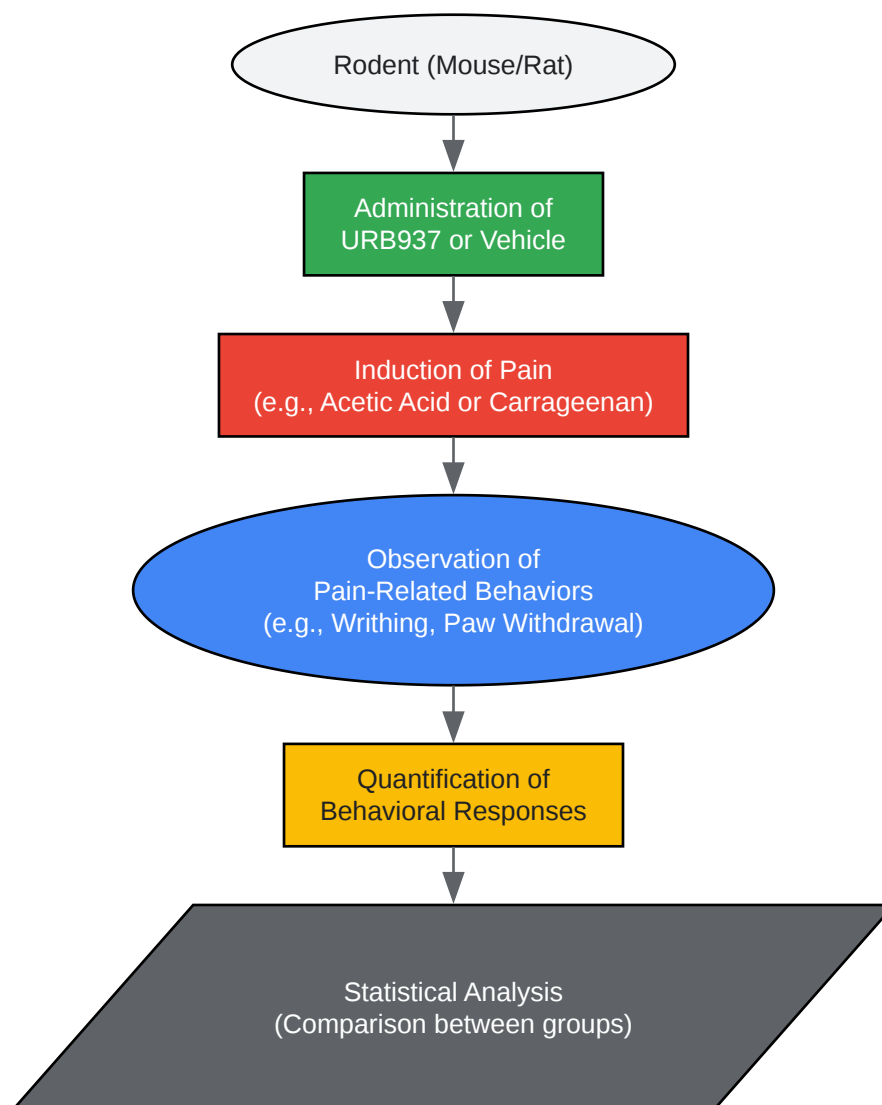 Rodent (Mouse/Rat)
Administration of
URB937 or Vehicle
Induction of Pain
(e.g., Acetic Acid or Carrageenan)
Observation of
Pain-Related Behaviors
(e.g., Writhing, Paw Withdrawal)
Quantification of
Behavioral Responses
Statistical Analysis
(Comparison between groups)